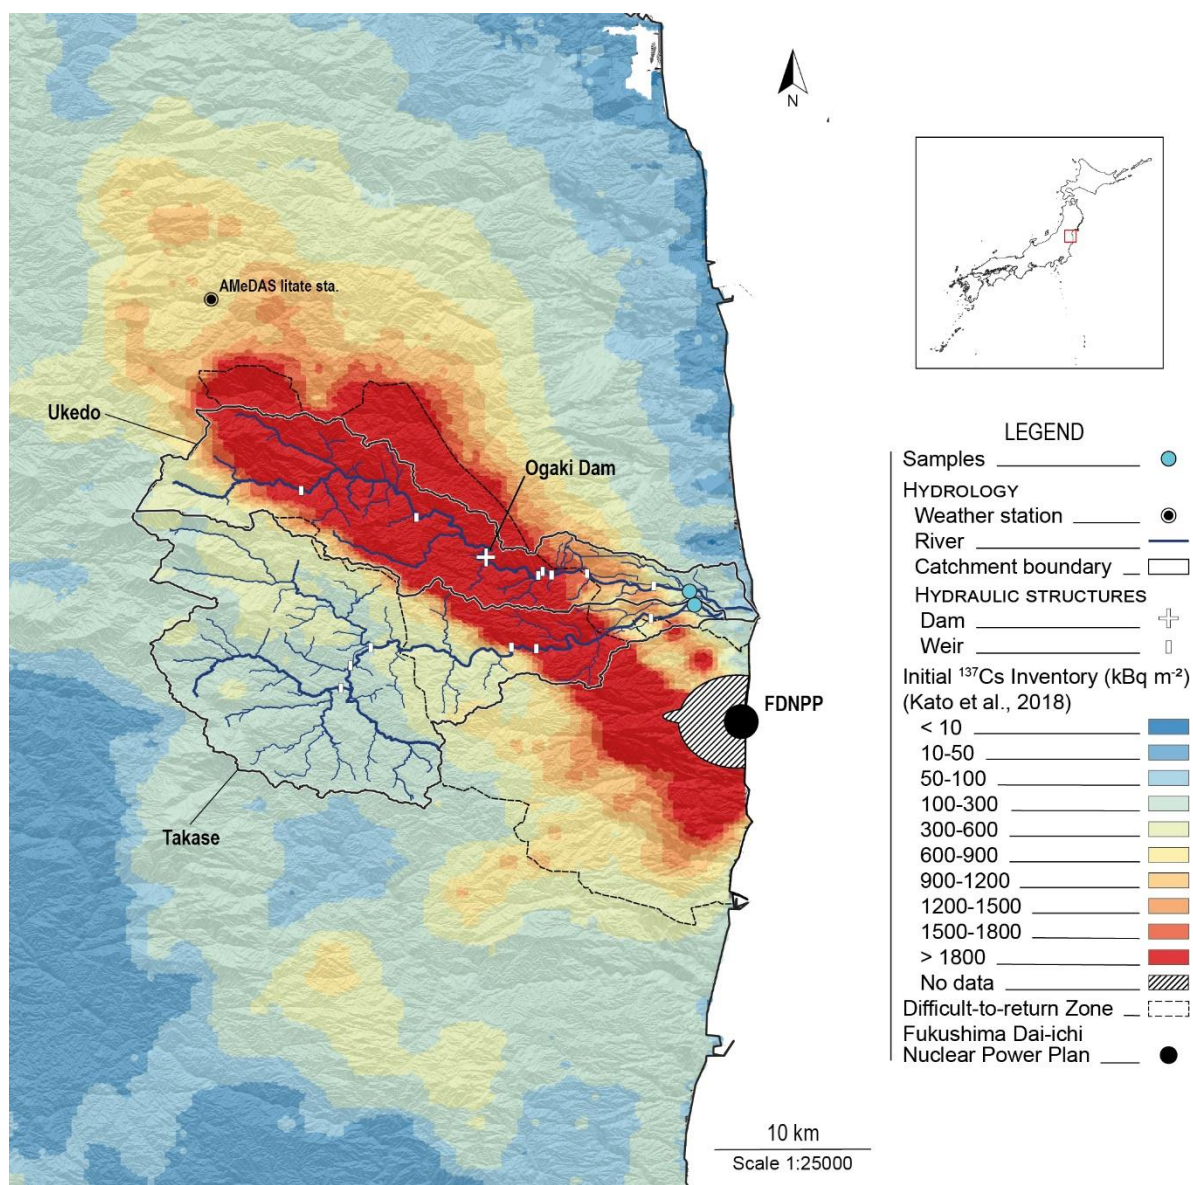 N
AMeDAS Iitate sta.
Ukedo
Ogaki Dam
FDNPP
Takase
LEGEND
Samples
HYDROLOGY
Weather station
River
Catchment boundary
HYDRAULIC STRUCTURES
Dam
Weir
Initial ¹³⁷Cs Inventory (kBq m⁻²)
(Kato et al., 2018)
< 10
10-50
50-100
100-300
300-600
600-900
900-1200
1200-1500
1500-1800
> 1800
No data
Difficult-to-return Zone
Fukushima Dai-ichi
Nuclear Power Plan
10 km
Scale 1:25000